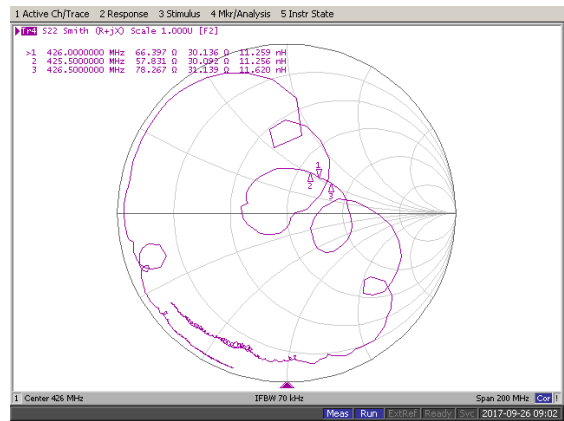 1 Active Ch/Trace 2 Response 3 Stimulus 4 Mkr/Analysis 5 Instr State
Tr4 S22 Smith (R+jX) Scale 1.000U [F2]
>1 426.0000000 MHz 66.397 Ω 30.136 Ω 11.259 nH
2 425.5000000 MHz 57.831 Ω 30.092 Ω 11.256 nH
3 426.5000000 MHz 78.267 Ω 31.139 Ω 11.620 nH
1
2
3
1 Center 426 MHz IFBW 70 kHz Span 200 MHz Cor !
Meas Run ExtRef Ready Svc 2017-09-26 09:02